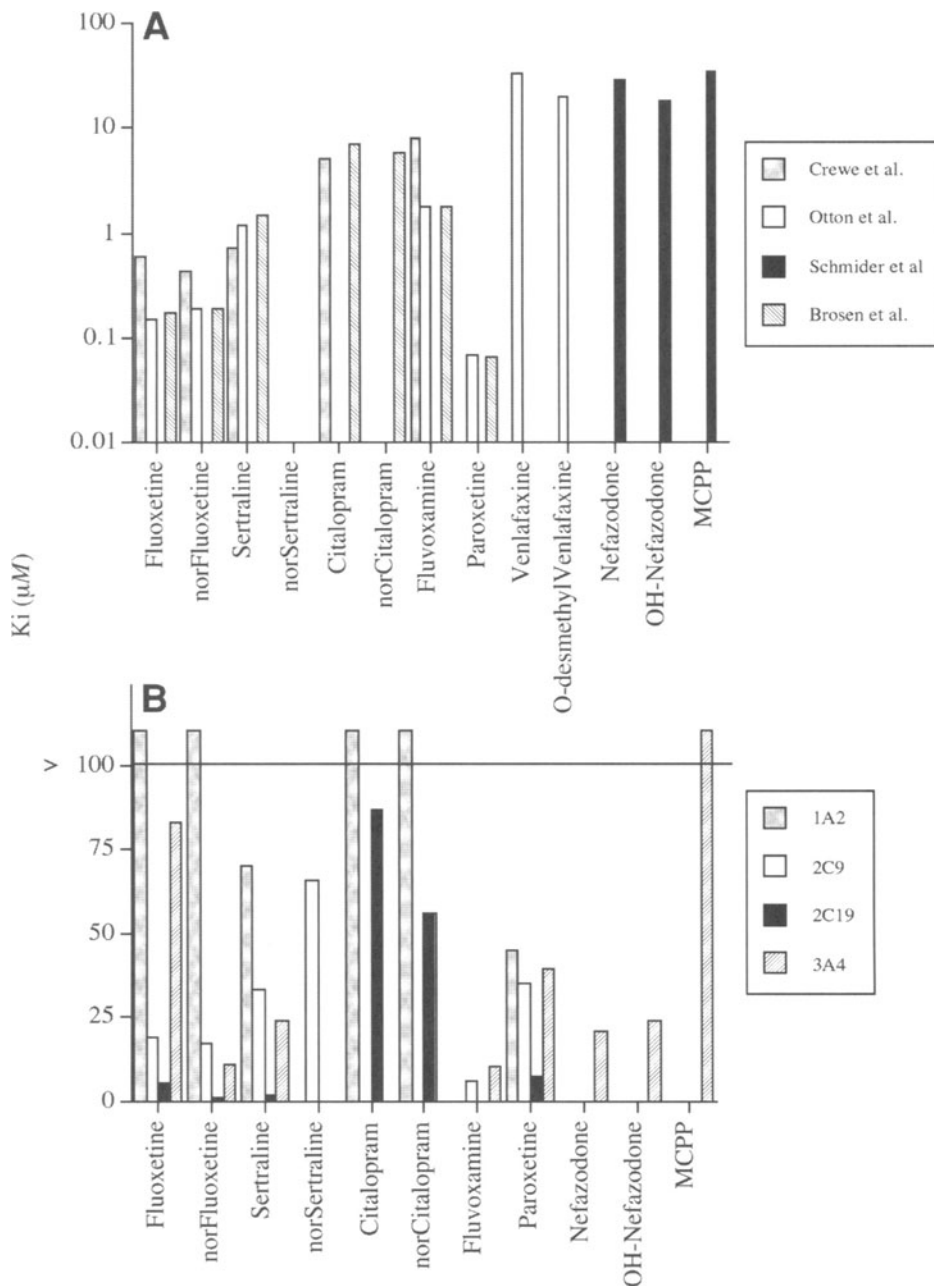 A
100
10
1
0.1
0.01
Fluoxetine
norFluoxetine
Sertraline
norSertraline
Citalopram
norCitalopram
Fluvoxamine
Paroxetine
Venlafaxine
O-desmethylVenlafaxine
Nefazodone
OH-Nefazodone
MCPP
Crewe et al.
Otton et al.
Schmider et al
Brosen et al.
Ki (µM)
B
>
100
75
50
25
0
Fluoxetine
norFluoxetine
Sertraline
norSertraline
Citalopram
norCitalopram
Fluvoxamine
Paroxetine
Nefazodone
OH-Nefazodone
MCPP
1A2
2C9
2C19
3A4